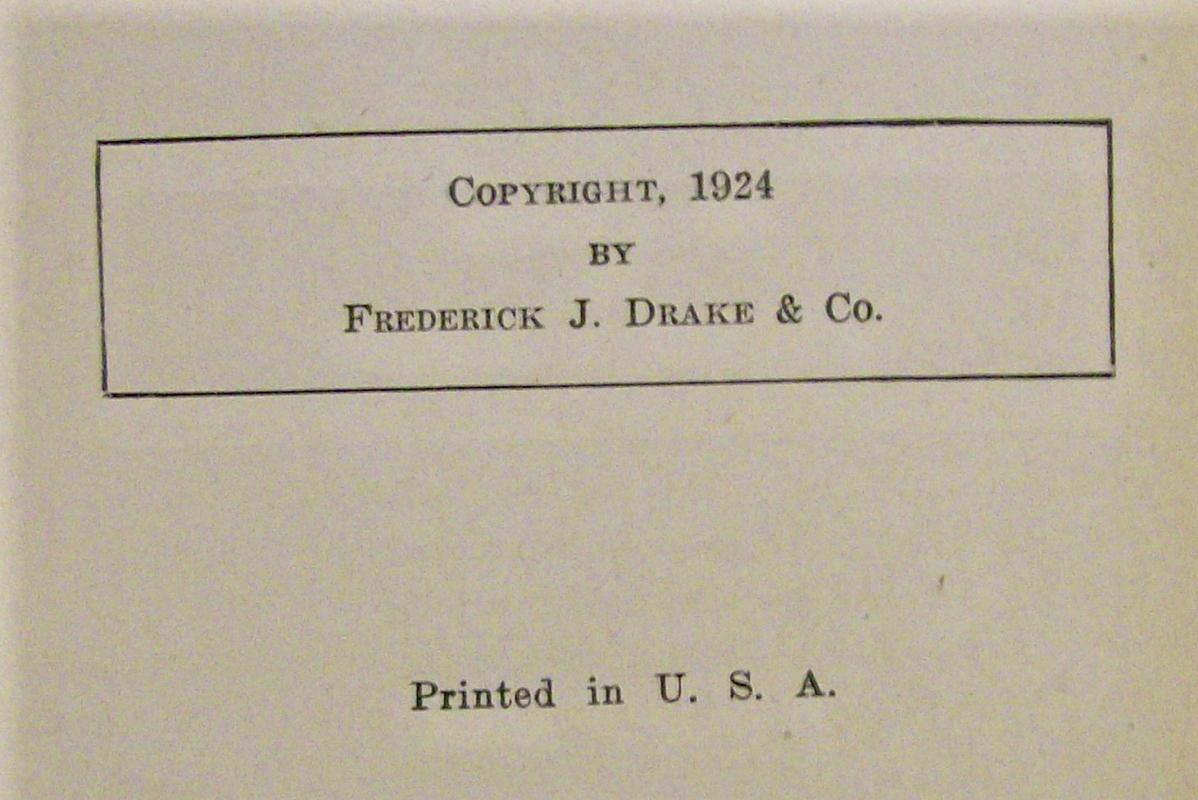 Copyright, 1924
by
Frederick J. Drake & Co.
Printed in U. S. A.